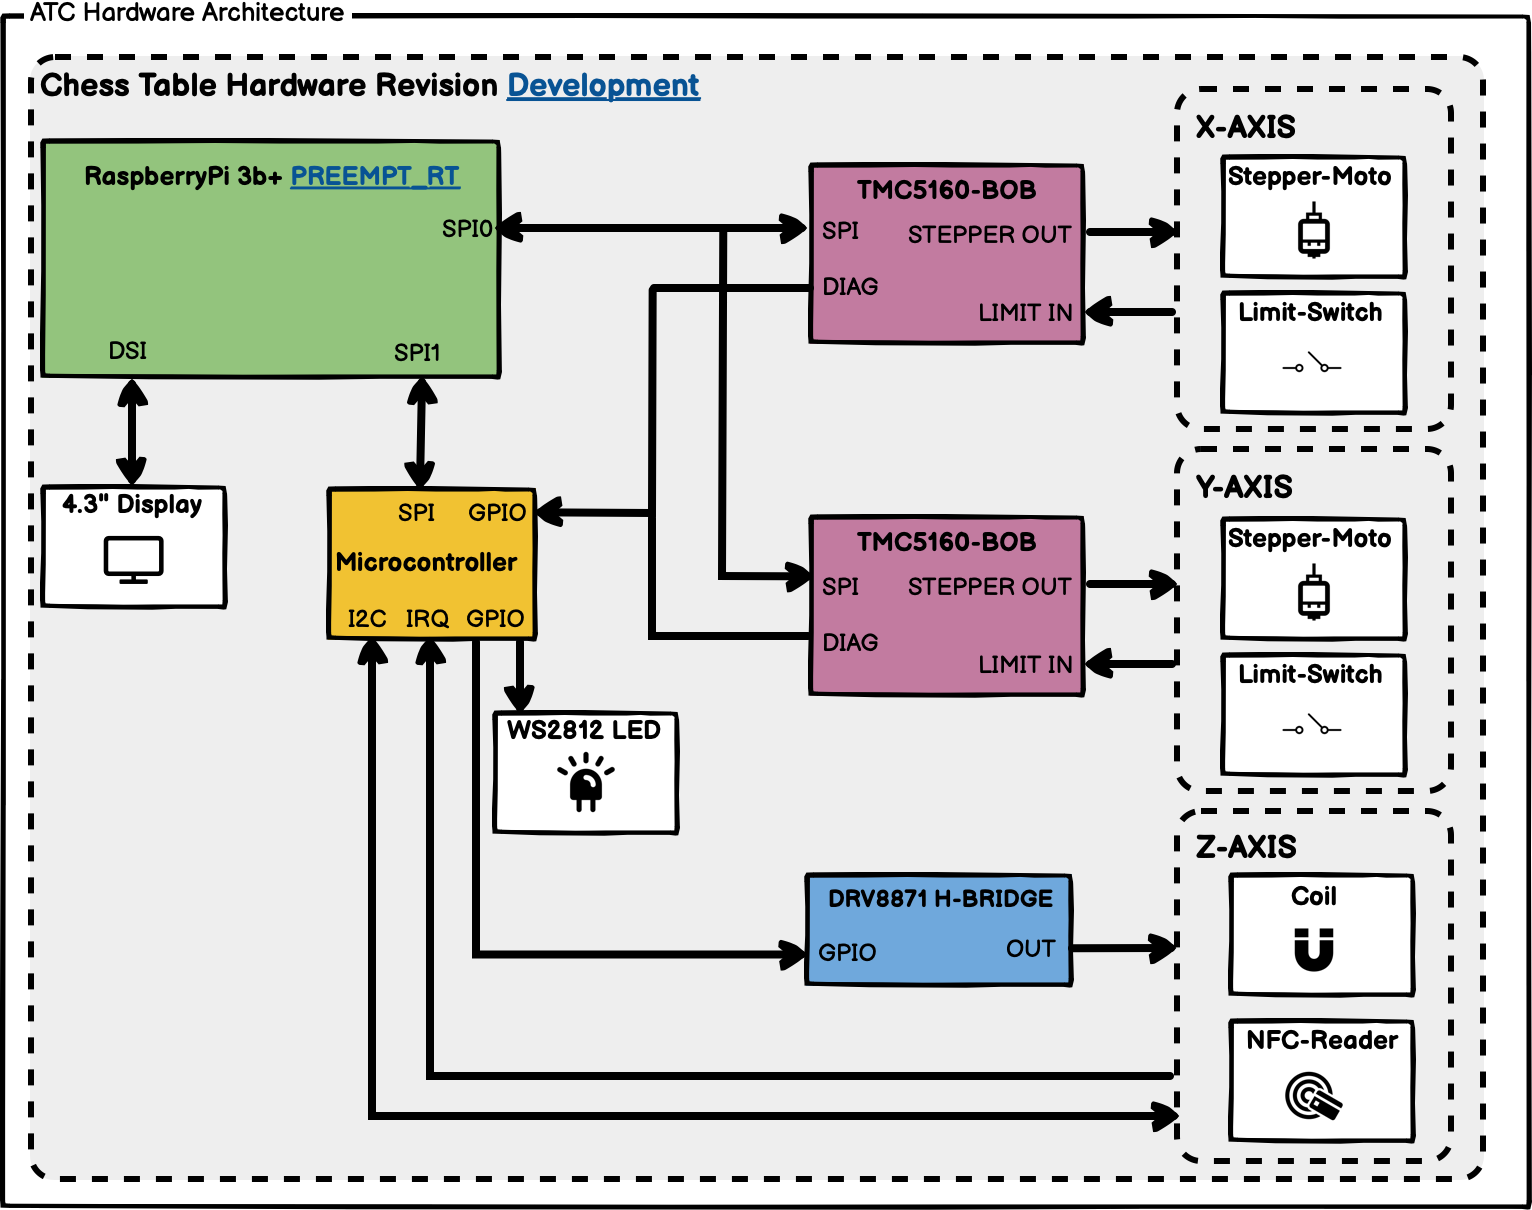 ATC Hardware Architecture
Chess Table Hardware Revision Development
RaspberryPi 3b+ PREEMPT_RT
SPI0
DSI
SPI1
4.3" Display
SPI GPIO
Microcontroller
I2C IRQ GPIO
WS2812 LED
TMC5160-BOB
SPI STEPPER OUT
DIAG
LIMIT IN
TMC5160-BOB
SPI STEPPER OUT
DIAG
LIMIT IN
DRV8871 H-BRIDGE
GPIO OUT
X-AXIS
Stepper-Moto
Limit-Switch
Y-AXIS
Stepper-Moto
Limit-Switch
Z-AXIS
Coil
NFC-Reader